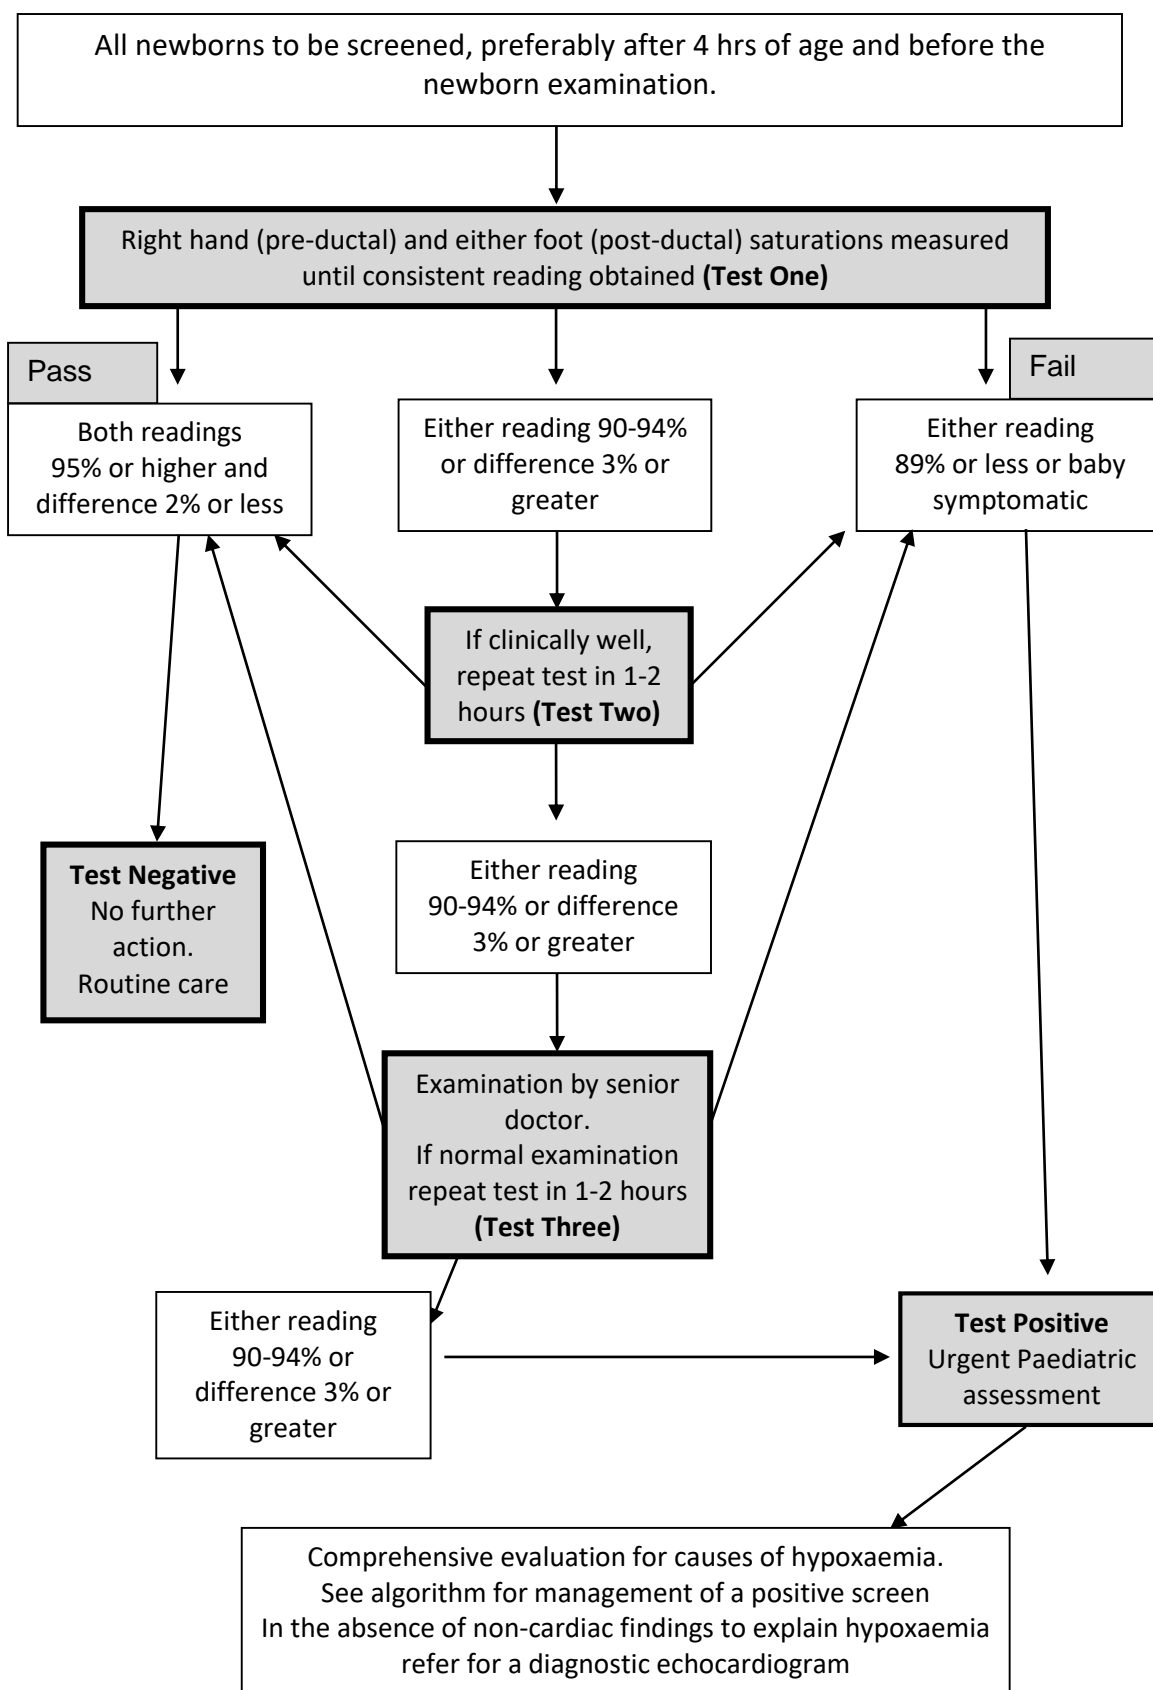 All newborns to be screened, preferably after 4 hrs of age and before the
newborn examination.
Right hand (pre-ductal) and either foot (post-ductal) saturations measured
until consistent reading obtained (Test One)
Pass
Fail
Both readings
95% or higher and
difference 2% or less
Either reading 90-94%
or difference 3% or
greater
Either reading
89% or less or baby
symptomatic
If clinically well,
repeat test in 1-2
hours (Test Two)
Test Negative
No further
action.
Routine care
Either reading
90-94% or difference
3% or greater
Examination by senior
doctor.
If normal examination
repeat test in 1-2 hours
(Test Three)
Either reading
90-94% or
difference 3% or
greater
Test Positive
Urgent Paediatric
assessment
Comprehensive evaluation for causes of hypoxaemia.
See algorithm for management of a positive screen
In the absence of non-cardiac findings to explain hypoxaemia
refer for a diagnostic echocardiogram